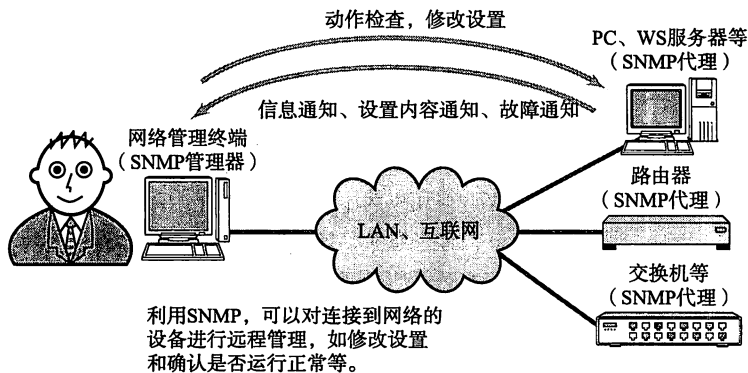 动作检查，修改设置
PC、WS服务器等
（SNMP代理）
信息通知、设置内容通知、故障通知
网络管理终端
（SNMP管理器）
路由器
（SNMP代理）
LAN、互联网
交换机等
（SNMP代理）
利用SNMP，可以对连接到网络的
设备进行远程管理，如修改设置
和确认是否运行正常等。